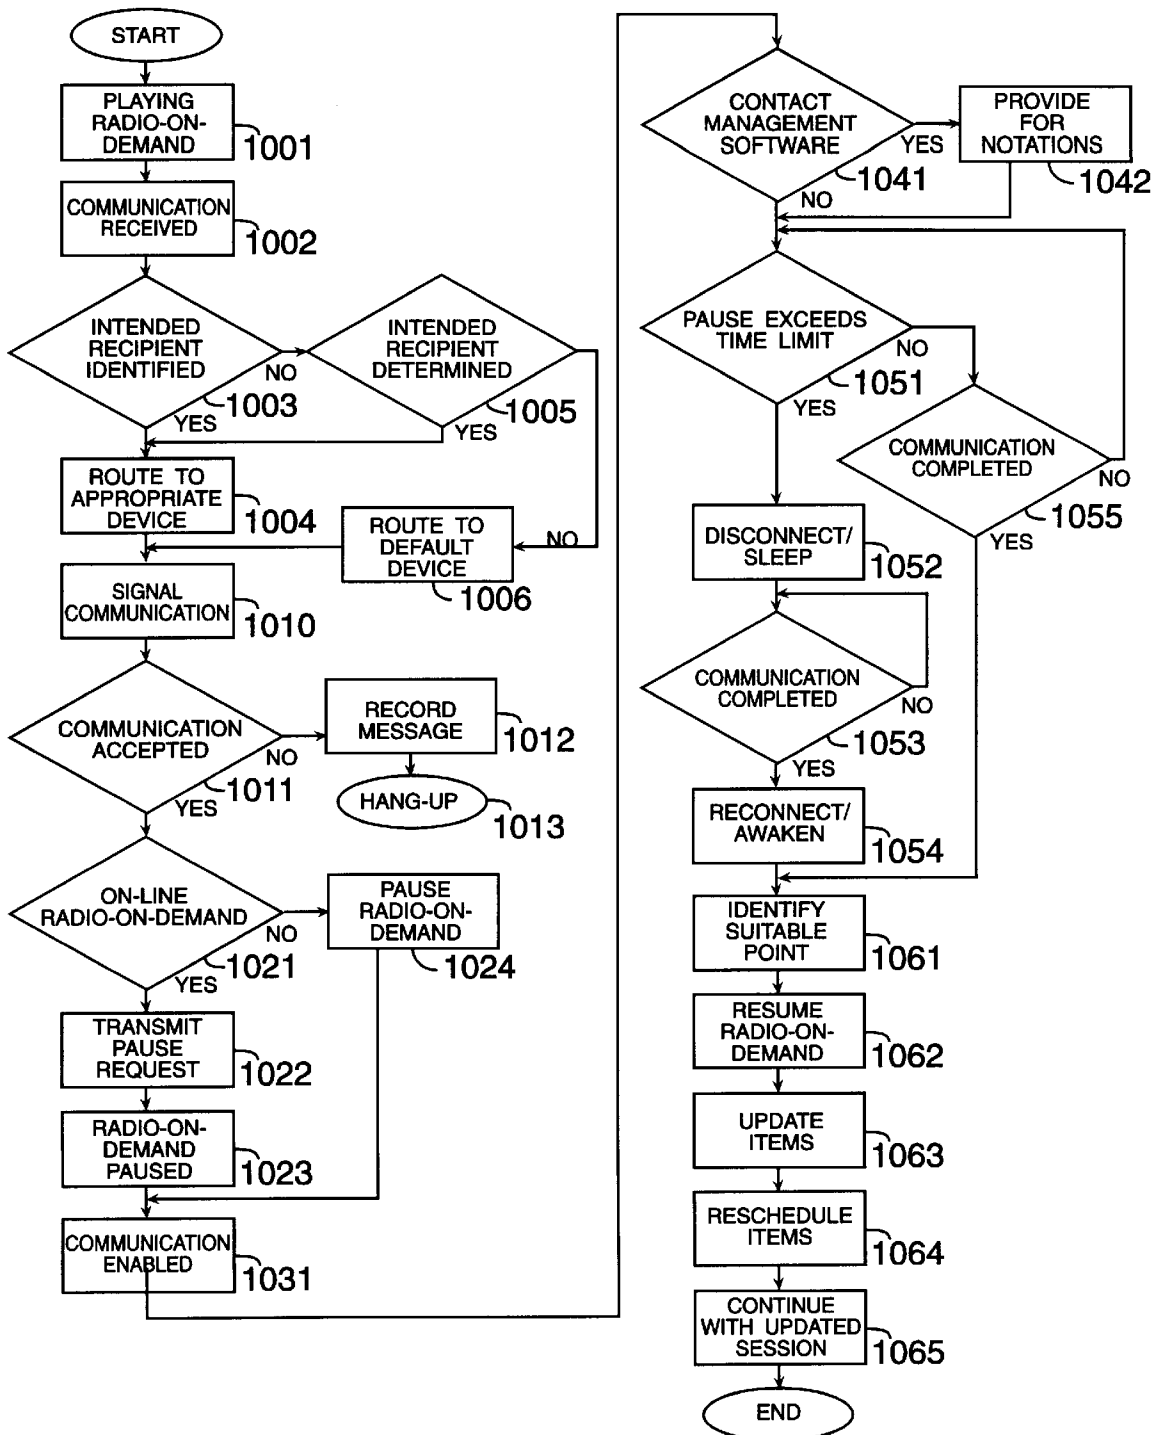 START
PLAYING
RADIO-ON-
DEMAND
1001
COMMUNICATION
RECEIVED
1002
INTENDED
RECIPIENT
IDENTIFIED
NO
1003
YES
INTENDED
RECIPIENT
DETERMINED
1005
YES
NO
ROUTE TO
APPROPRIATE
DEVICE
1004
ROUTE TO
DEFAULT
DEVICE
1006
SIGNAL
COMMUNICATION
1010
COMMUNICATION
ACCEPTED
NO
1011
YES
RECORD
MESSAGE
1012
HANG-UP
1013
ON-LINE
RADIO-ON-DEMAND
NO
1021
YES
PAUSE
RADIO-ON-
DEMAND
1024
TRANSMIT
PAUSE
REQUEST
1022
RADIO-ON-
DEMAND
PAUSED
1023
COMMUNICATION
ENABLED
1031
CONTACT
MANAGEMENT
SOFTWARE
YES
1041
NO
PROVIDE
FOR
NOTATIONS
1042
PAUSE EXCEEDS
TIME LIMIT
NO
1051
YES
COMMUNICATION
COMPLETED
NO
1055
YES
DISCONNECT/
SLEEP
1052
COMMUNICATION
COMPLETED
NO
1053
YES
RECONNECT/
AWAKEN
1054
IDENTIFY
SUITABLE
POINT
1061
RESUME
RADIO-ON-
DEMAND
1062
UPDATE
ITEMS
1063
RESCHEDULE
ITEMS
1064
CONTINUE
WITH UPDATED
SESSION
1065
END